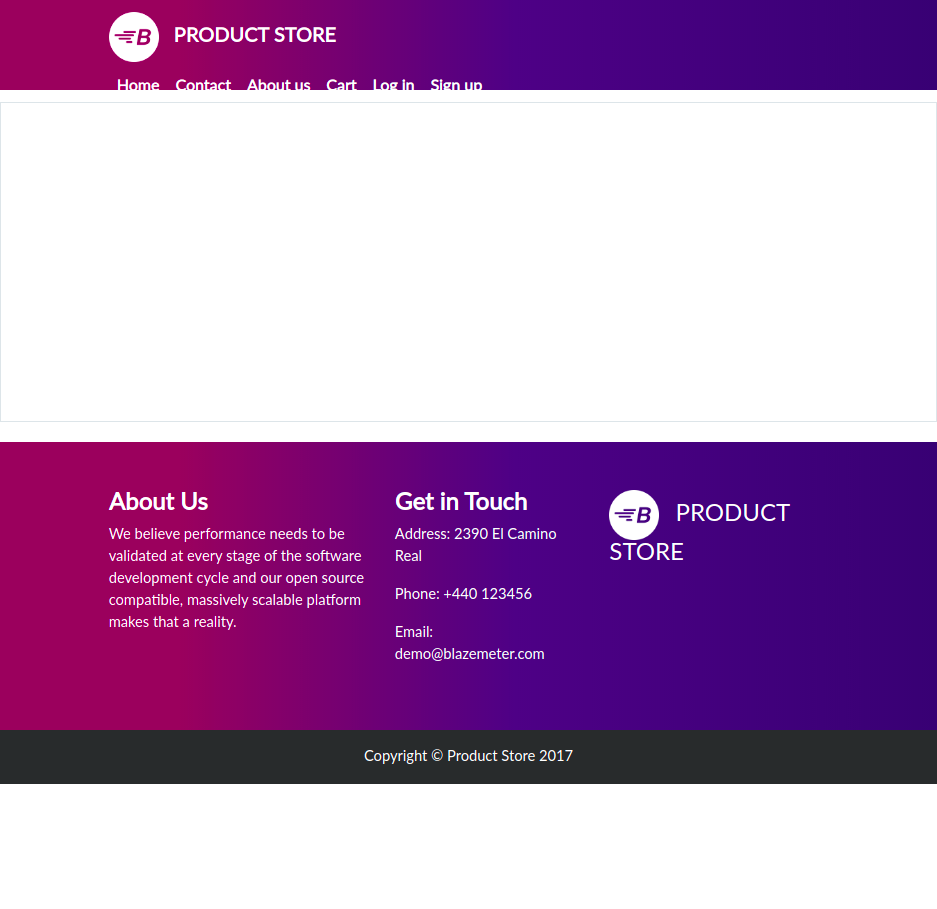 B PRODUCT STORE
Home Contact About us Cart Log in Sign up
About Us
We believe performance needs to be
validated at every stage of the software
development cycle and our open source
compatible, massively scalable platform
makes that a reality.
Get in Touch
Address: 2390 El Camino
Real
Phone: +440 123456
Email:
demo@blazemeter.com
B PRODUCT
STORE
Copyright © Product Store 2017